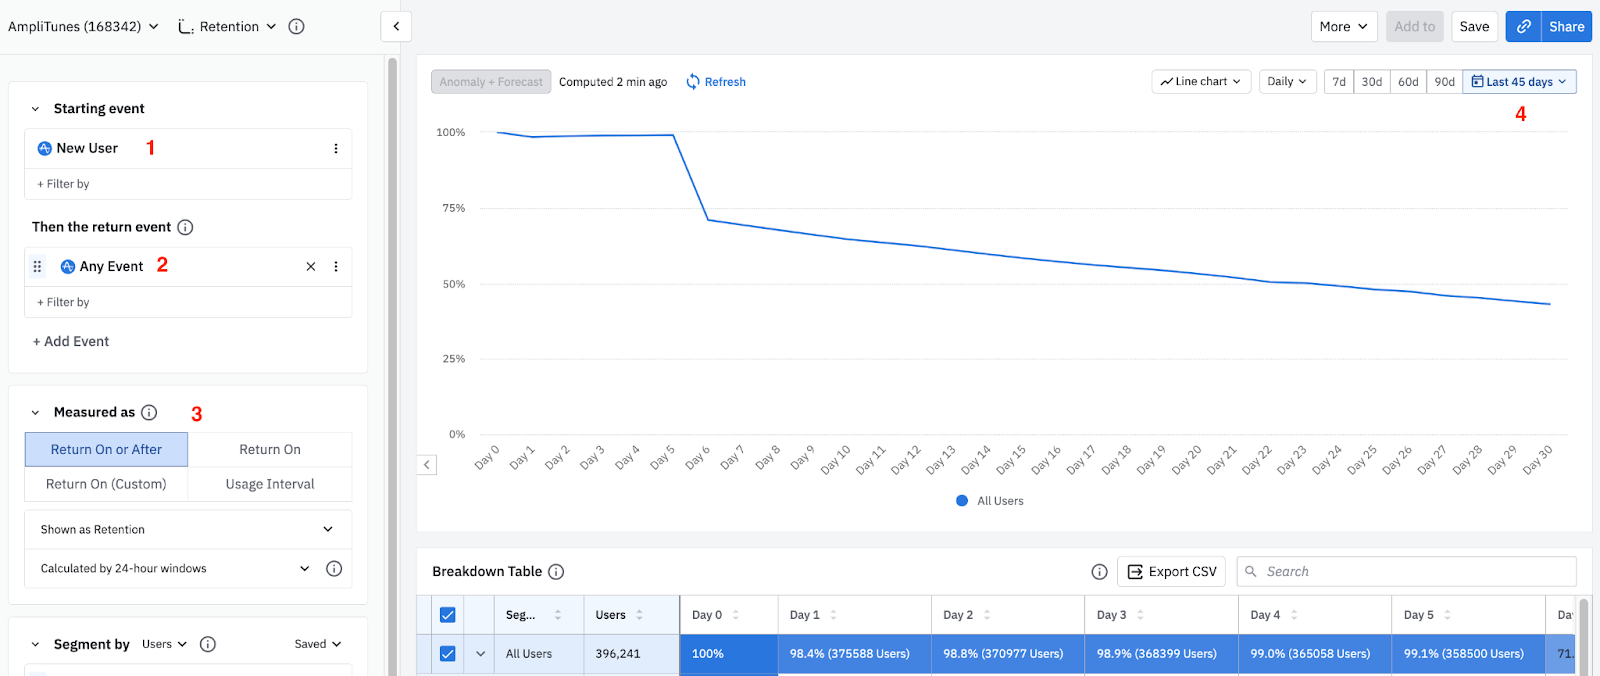 AmpliTunes (168342) Retention
More Add to Save Share
Starting event
New User 1
+ Filter by
Then the return event
Any Event 2
+ Filter by
+ Add Event
Measured as 3
Return On or After Return On
Return On (Custom) Usage Interval
Shown as Retention
Calculated by 24-hour windows
Segment by Users Saved
Anomaly + Forecast Computed 2 min ago Refresh Line chart Daily 7d 30d 60d 90d Last 45 days
4
100%
75%
50%
25%
0%
Day 0 Day 1 Day 2 Day 3 Day 4 Day 5 Day 6 Day 7 Day 8 Day 9 Day 10 Day 11 Day 12 Day 13 Day 14 Day 15 Day 16 Day 17 Day 18 Day 19 Day 20 Day 21 Day 22 Day 23 Day 24 Day 25 Day 26 Day 27 Day 28 Day 29 Day 30
All Users
Breakdown Table Export CSV Search
Seg... Users Day 0 Day 1 Day 2 Day 3 Day 4 Day 5
All Users 396,241 100% 98.4% (375588 Users) 98.8% (370977 Users) 98.9% (368399 Users) 99.0% (365058 Users) 99.1% (358500 Users) 71.